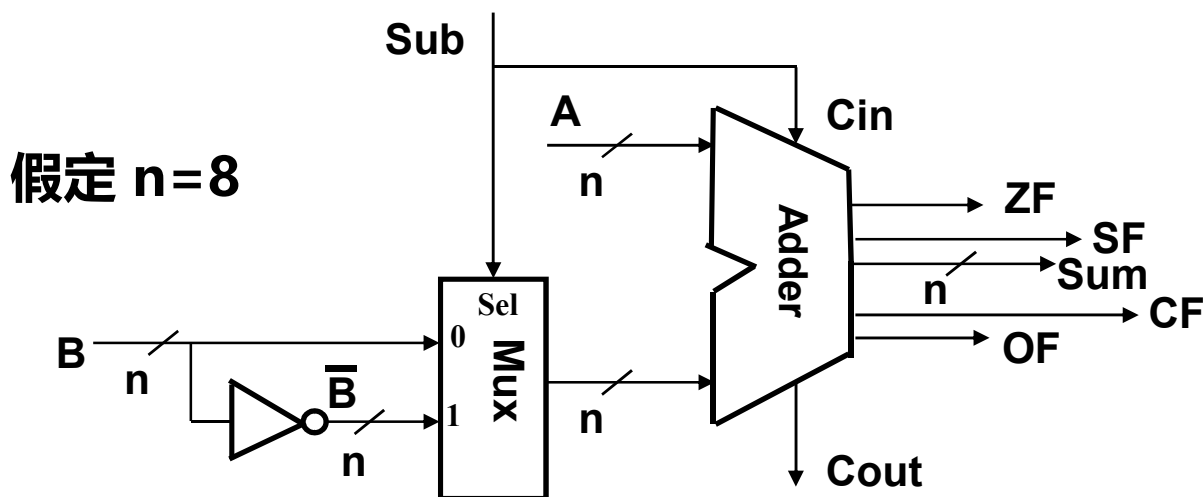 Sub
A
Cin
n
假定 n=8
ZF
SF
Sum
n
CF
OF
Adder
Sel
0
Mux
1
B
n
B̅
n
n
Cout